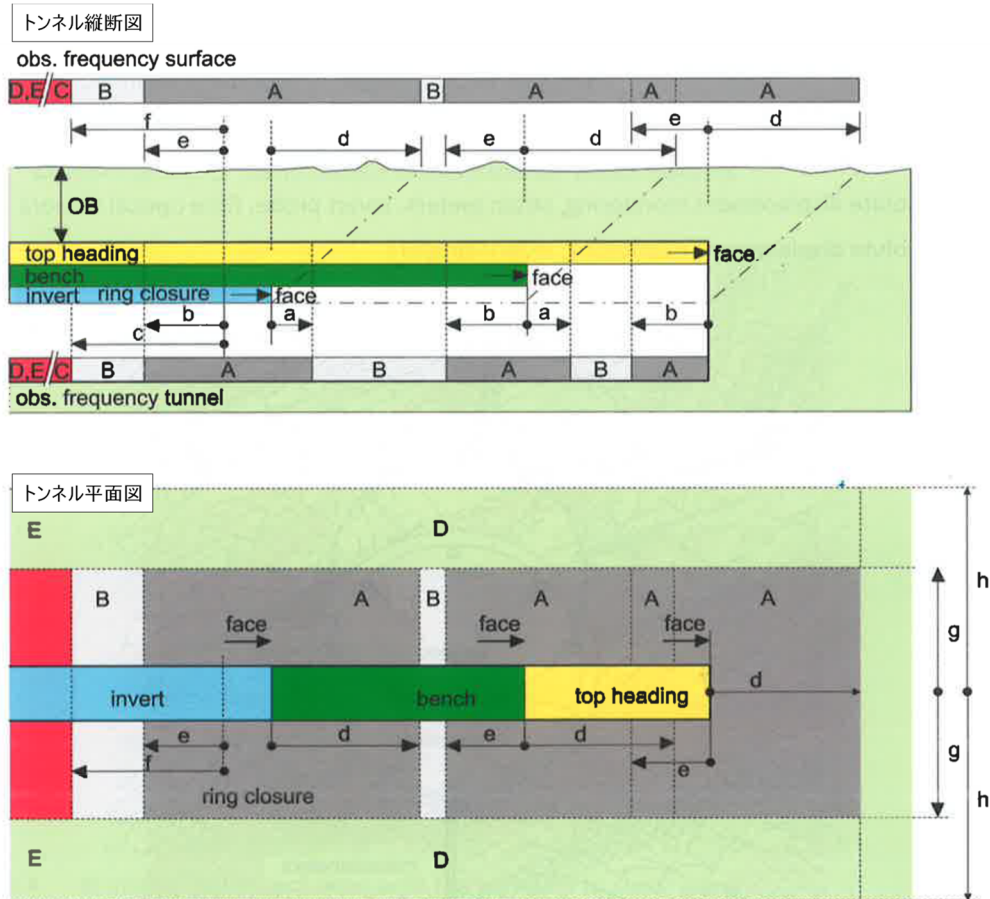 トンネル縦断図
obs. frequency surface
D,E C B A B A A A
f
e d e d e d
OB
top heading face.
bench face
invert ring closure face
b a b a b
c
D,E C B A B A B A
obs. frequency tunnel
トンネル平面図
E D
h
B A B A A A
g
face face face
d
invert bench top heading
e d e d
f e
g
ring closure
h
E D